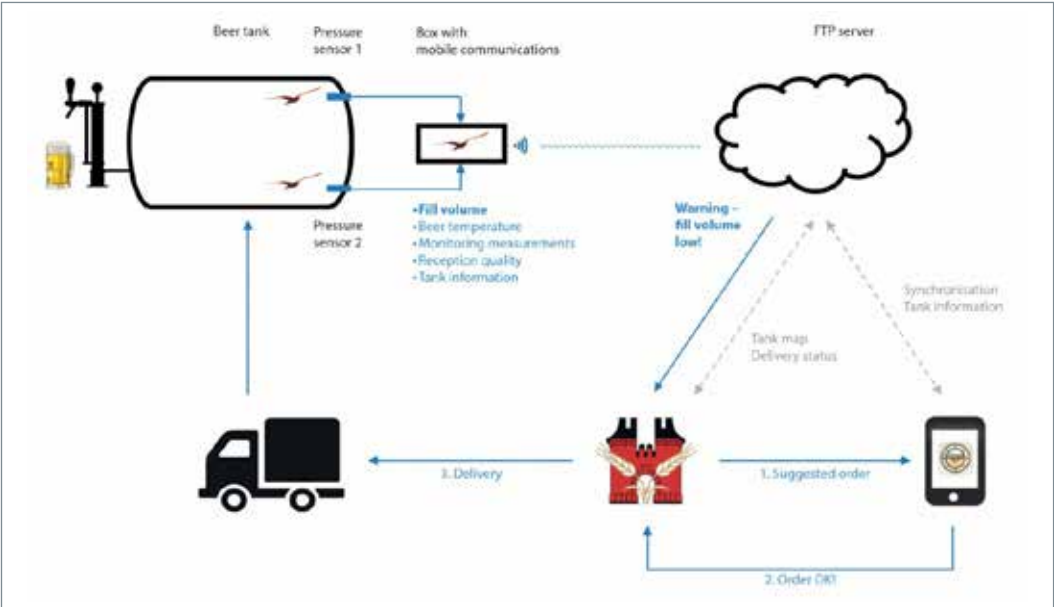 Beer tank
Pressure
sensor 1
Box with
mobile communications
FTP server
Pressure
sensor 2
•Fill volume
•Beer temperature
•Monitoring measurements
•Reception quality
•Tank information
Warning –
fill volume
low!
Synchronisation
Tank information
Tank map
Delivery status
3. Delivery
1. Suggested order
2. Order OK!